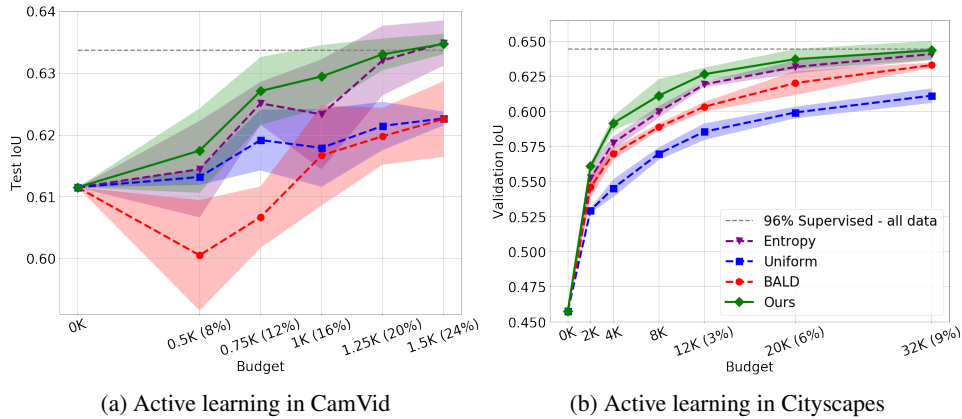 0.64
0.63
0.62
0.61
0.60
Test IoU
0K
0.5K (8%)
0.75K (12%)
1K (16%)
1.25K (20%)
1.5K (24%)
Budget
(a) Active learning in CamVid
0.650
0.625
0.600
0.575
0.550
0.525
0.500
0.475
0.450
Validation IoU
96% Supervised - all data
Entropy
Uniform
BALD
Ours
0K
2K
4K
8K
12K (3%)
20K (6%)
32K (9%)
Budget
(b) Active learning in Cityscapes